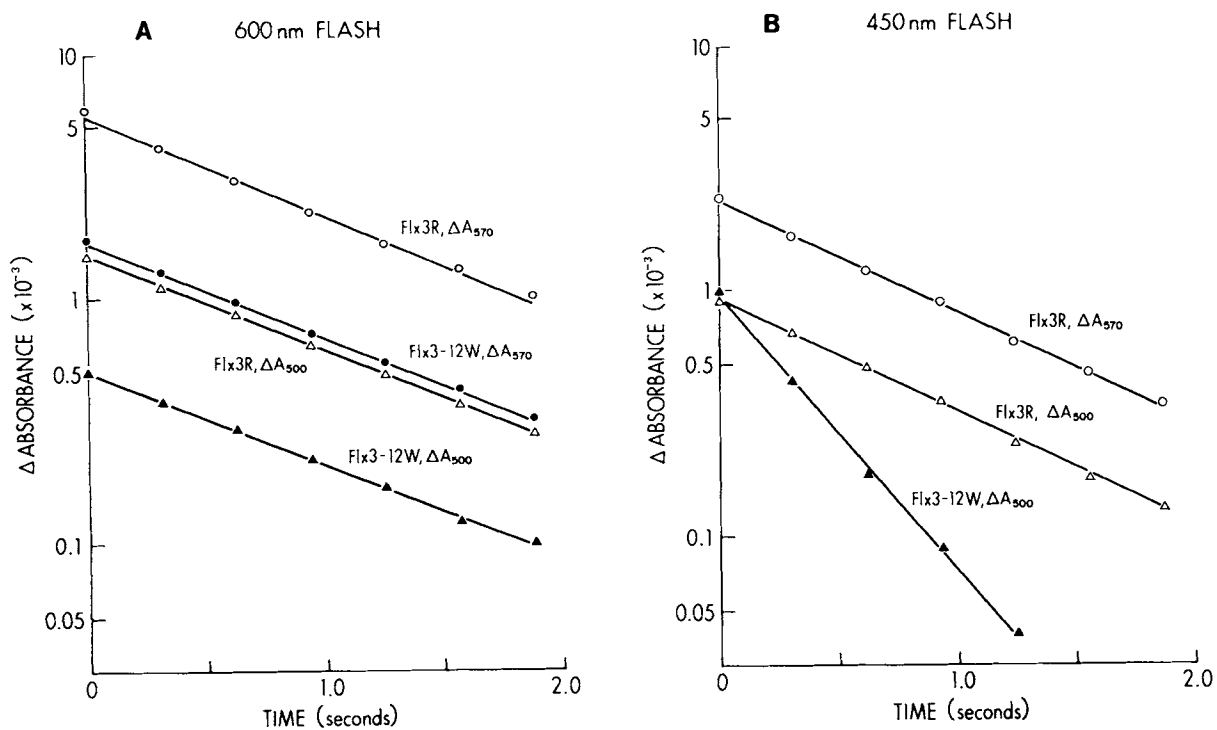 A 600 nm FLASH
10
5
1
0.5
0.1
0.05
Δ ABSORBANCE (x 10⁻³)
Flx3R, ΔA₅₇₀
Flx3-12W, ΔA₅₇₀
Flx3R, ΔA₅₀₀
Flx3-12W, ΔA₅₀₀
0 1.0 2.0
TIME (seconds)
B 450 nm FLASH
10
5
1
0.5
0.1
0.05
Δ ABSORBANCE (x 10⁻³)
Flx3R, ΔA₅₇₀
Flx3R, ΔA₅₀₀
Flx3-12W, ΔA₅₀₀
0 1.0 2.0
TIME (seconds)